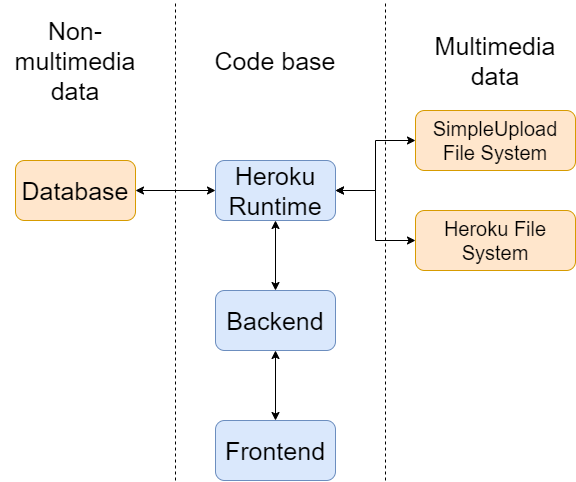 Non-
multimedia
data
Code base
Multimedia
data
SimpleUpload
File System
Database
Heroku
Runtime
Heroku File
System
Backend
Frontend